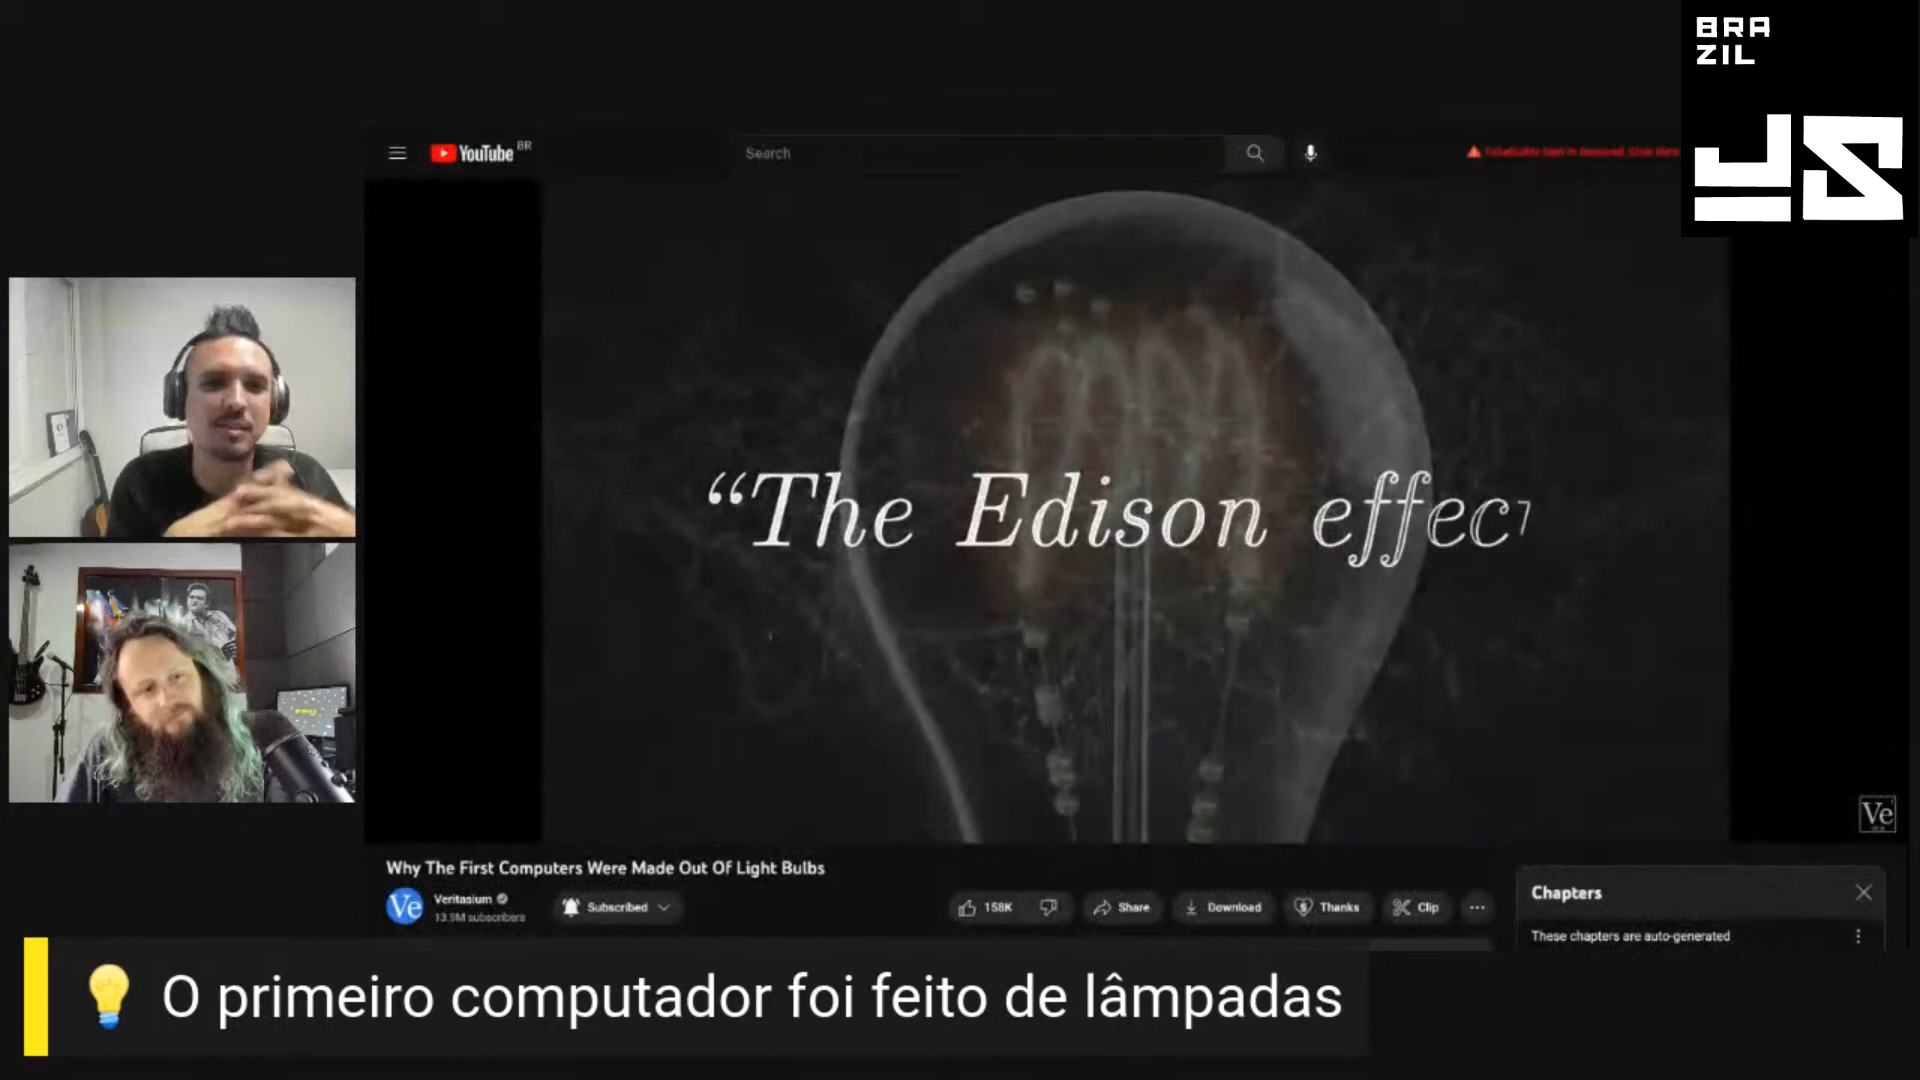 BRA
ZIL
JS
YouTube BR
Search
“The Edison effec
Ve
Why The First Computers Were Made Out Of Light Bulbs
Ve
Veritasium
13.9M subscribers
Subscribed
158K
Share
Download
Thanks
Clip
Chapters
These chapters are auto-generated
O primeiro computador foi feito de lâmpadas